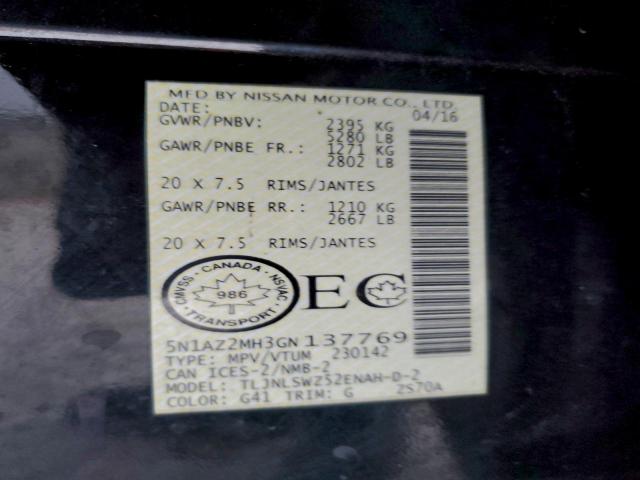 MFD BY NISSAN MOTOR CO., LTD.
DATE: 04/16
GVWR/PNBV: 2395 KG
5280 LB
GAWR/PNBE FR.: 1271 KG
2802 LB
20 X 7.5 RIMS/JANTES
GAWR/PNBE RR.: 1210 KG
2667 LB
20 X 7.5 RIMS/JANTES
CMVSS · CANADA · NSVAC
986
TRANSPORT
EC
5N1AZ2MH3GN137769
TYPE: MPV/VTUM 230142
CAN ICES-2/NMB-2
MODEL: TLJNLSWZ52ENAH-D-2
COLOR: G41 TRIM: G 2S70A